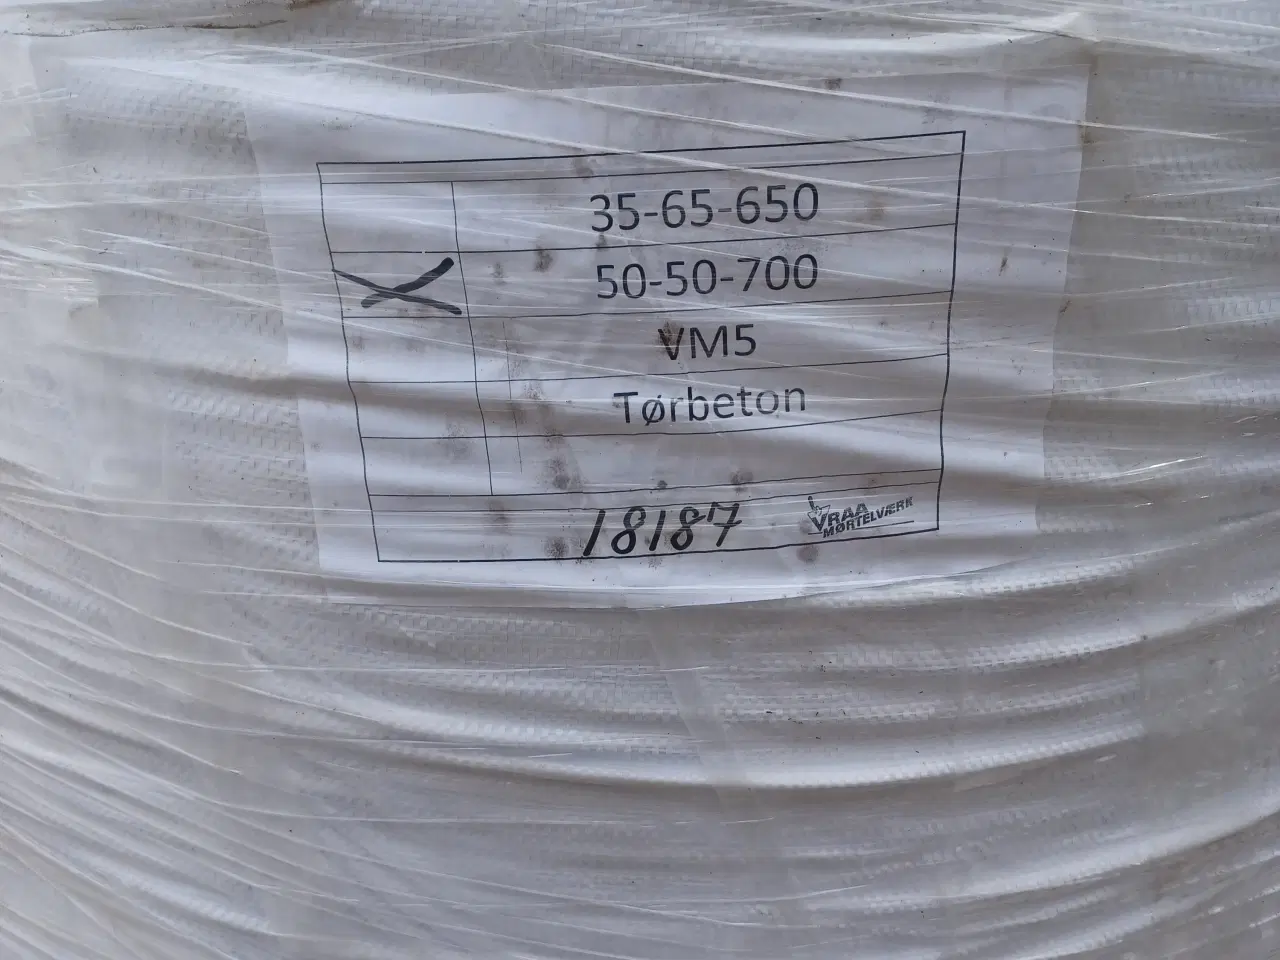 35-65-650
50-50-700
VM5
Tørbeton
18187
VRAA
MØRTELVÆRK